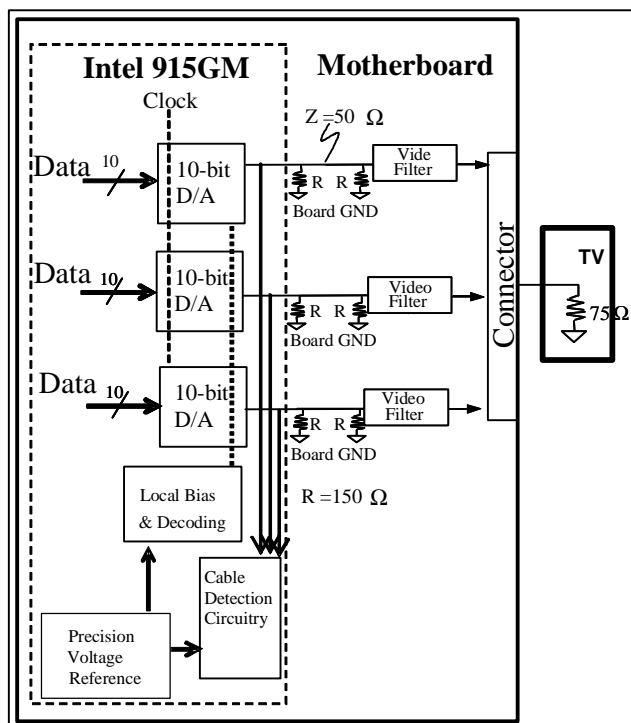 Intel 915GM
Motherboard
Clock
Z =50 Ω
Data
10
10-bit
D/A
R
R
Board GND
Vide
Filter
Data
10
10-bit
D/A
R
R
Board GND
Video
Filter
Data
10
10-bit
D/A
R
R
Board GND
Video
Filter
Connector
TV
75Ω
R =150 Ω
Local Bias
& Decoding
Cable
Detection
Circuitry
Precision
Voltage
Reference